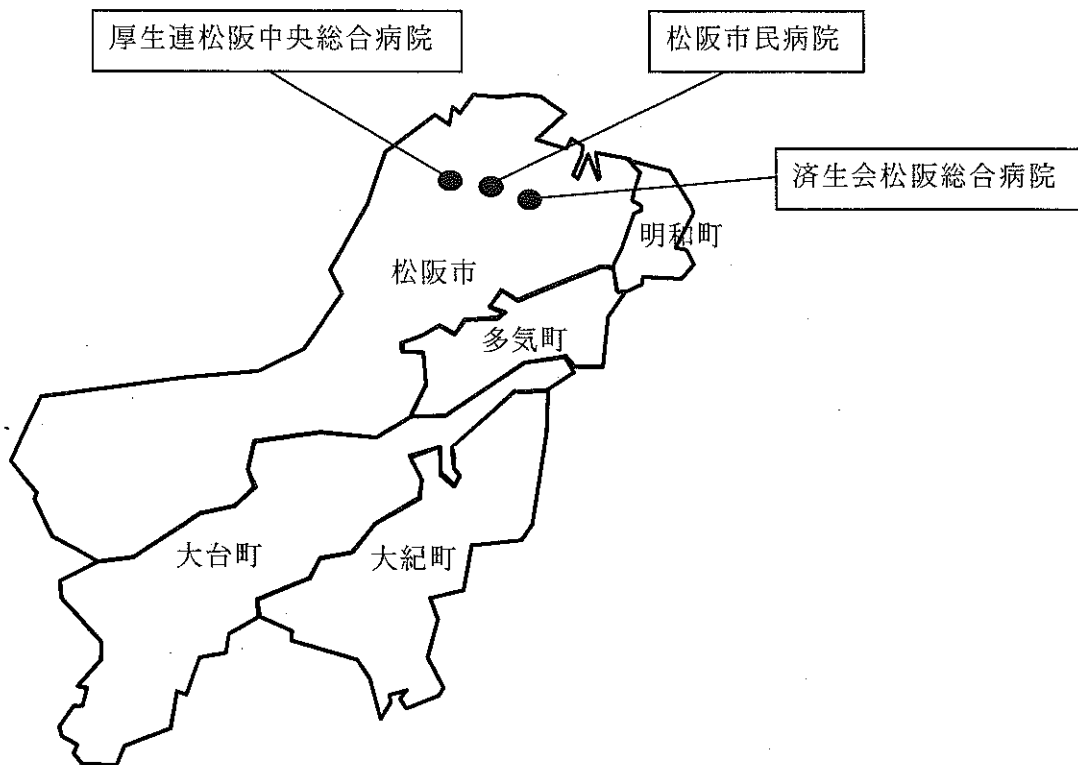 厚生連松阪中央総合病院
松阪市民病院
済生会松阪総合病院
明和町
松阪市
多気町
大台町
大紀町